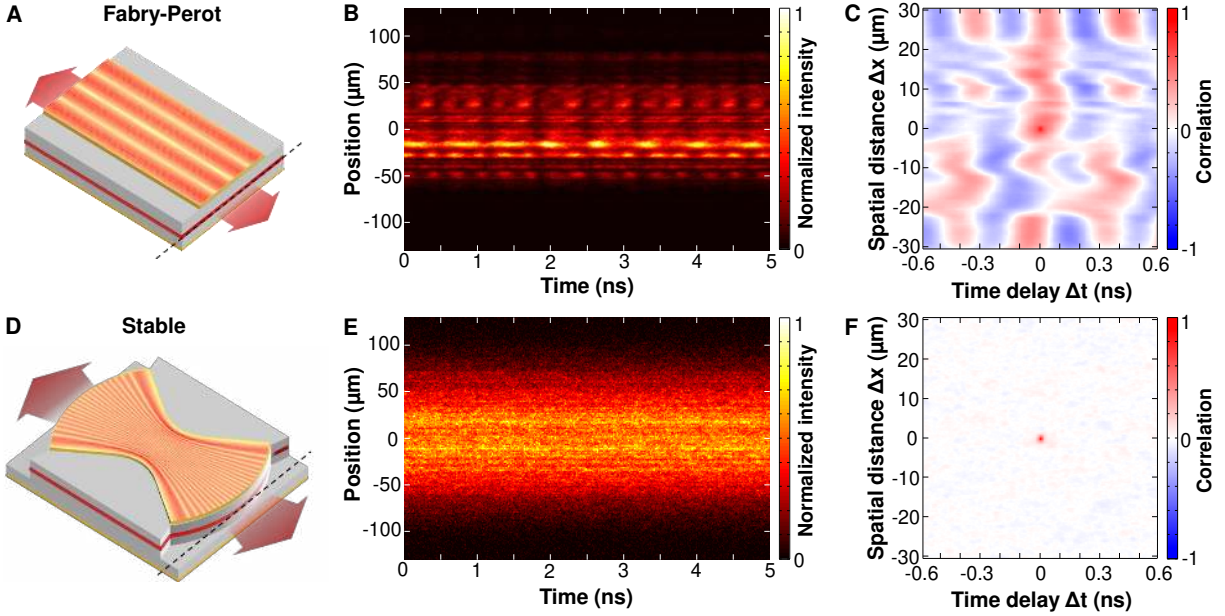 A
Fabry-Perot
B
100
50
0
-50
-100
Position (µm)
0 1 2 3 4 5
Time (ns)
1
0
Normalized intensity
C
30
20
10
0
-10
-20
-30
Spatial distance Δx (µm)
-0.6 -0.3 0 0.3 0.6
Time delay Δt (ns)
1
0
-1
Correlation
D
Stable
E
100
50
0
-50
-100
Position (µm)
0 1 2 3 4 5
Time (ns)
1
0
Normalized intensity
F
30
20
10
0
-10
-20
-30
Spatial distance Δx (µm)
-0.6 -0.3 0 0.3 0.6
Time delay Δt (ns)
1
0
-1
Correlation